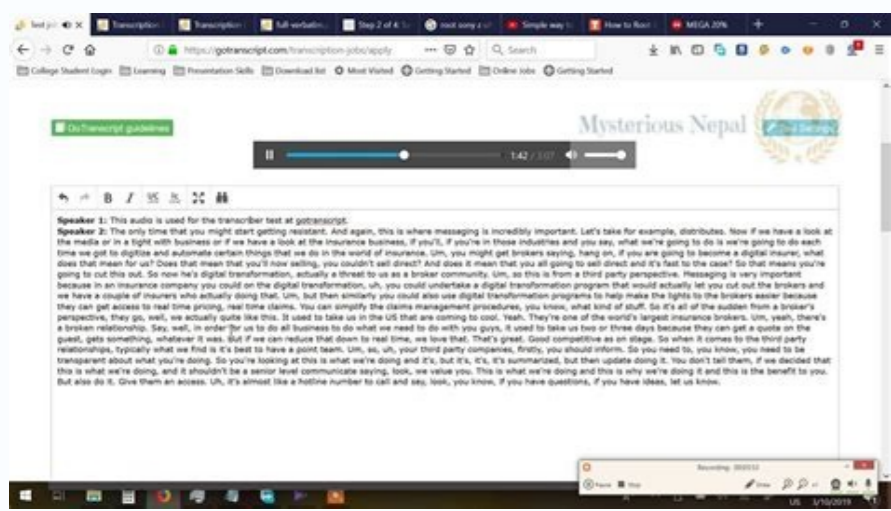 Transcription
Transcription
full verbatim
Step 2 of 4
root sony
Simple way
How to Root
MEGA 20%
https://gotranscript.com/transcription-jobs/apply
Search
College Student Login Learning Presentation Skills Download list Most Visited Getting Started Online Jobs Getting Started
GoTranscript guidelines
Mysterious Nepal
1:42 / 3:07
B I
Speaker 1: This audio is used for the transcriber test at gotranscript.
Speaker 2: The only time that you might start getting resistant. And again, this is where messaging is incredibly important. Let's take for example, distributes. Now if we have a look at
the media or in a tight with business or if we have a look at the insurance business, if you'll, if you're in those industries and you say, what we're going to do is we're going to do each
time we got to digitize and automate certain things that we do in the world of insurance. Um, you might get brokers saying, hang on, if you are going to become a digital insurer, what
does that mean for us? Does that mean that you'll now selling, you couldn't sell direct? And does it mean that you all going to sell direct and it's fast to the case? So that means you're
going to cut this out. So now he's digital transformation, actually a threat to us as a broker community. Um, so this is from a third party perspective. Messaging is very important
because in an insurance company you could on the digital transformation, uh, you could undertake a digital transformation program that would actually let you cut out the brokers and
we have a couple of insurers who actually doing that. Um, but then similarly you could also use digital transformation programs to help make the lights to the brokers easier because
they can get access to real time pricing, real time claims. You can simplify the claims management procedures, you know, what kind of stuff. So it's all of the sudden from a broker's
perspective, they go, well, we actually quite like this. It used to take us in the US that are coming to cool. Yeah. They're one of the world's largest insurance brokers. Um, yeah, there's
a broken relationship. Say, well, in order for us to do all business to do what we need to do with you guys, it used to take us two or three days because they can get a quote on the
guest, gets something, whatever it was. But if we can reduce that down to real time, we love that. That's great. Good competitive as on stage. So when it comes to the third party
relationships, typically what we find is it's best to have a point team. Um, so, uh, your third party companies, firstly, you should inform. So you need to, you know, you need to be
transparent about what you're doing. So you're looking at this is what we're doing and it's, but it's, it's, it's summarized, but then update doing it. You don't tell them, if we decided that
this is what we're doing, and it shouldn't be a senior level communicate saying, look, we value you. This is what we're doing and this is why we're doing it and this is the benefit to you.
But also do it. Give them an access. Uh, it's almost like a hotline number to call and say, look, you know, if you have questions, if you have ideas, let us know.
Recording
Pause Stop
US 1/10/2019